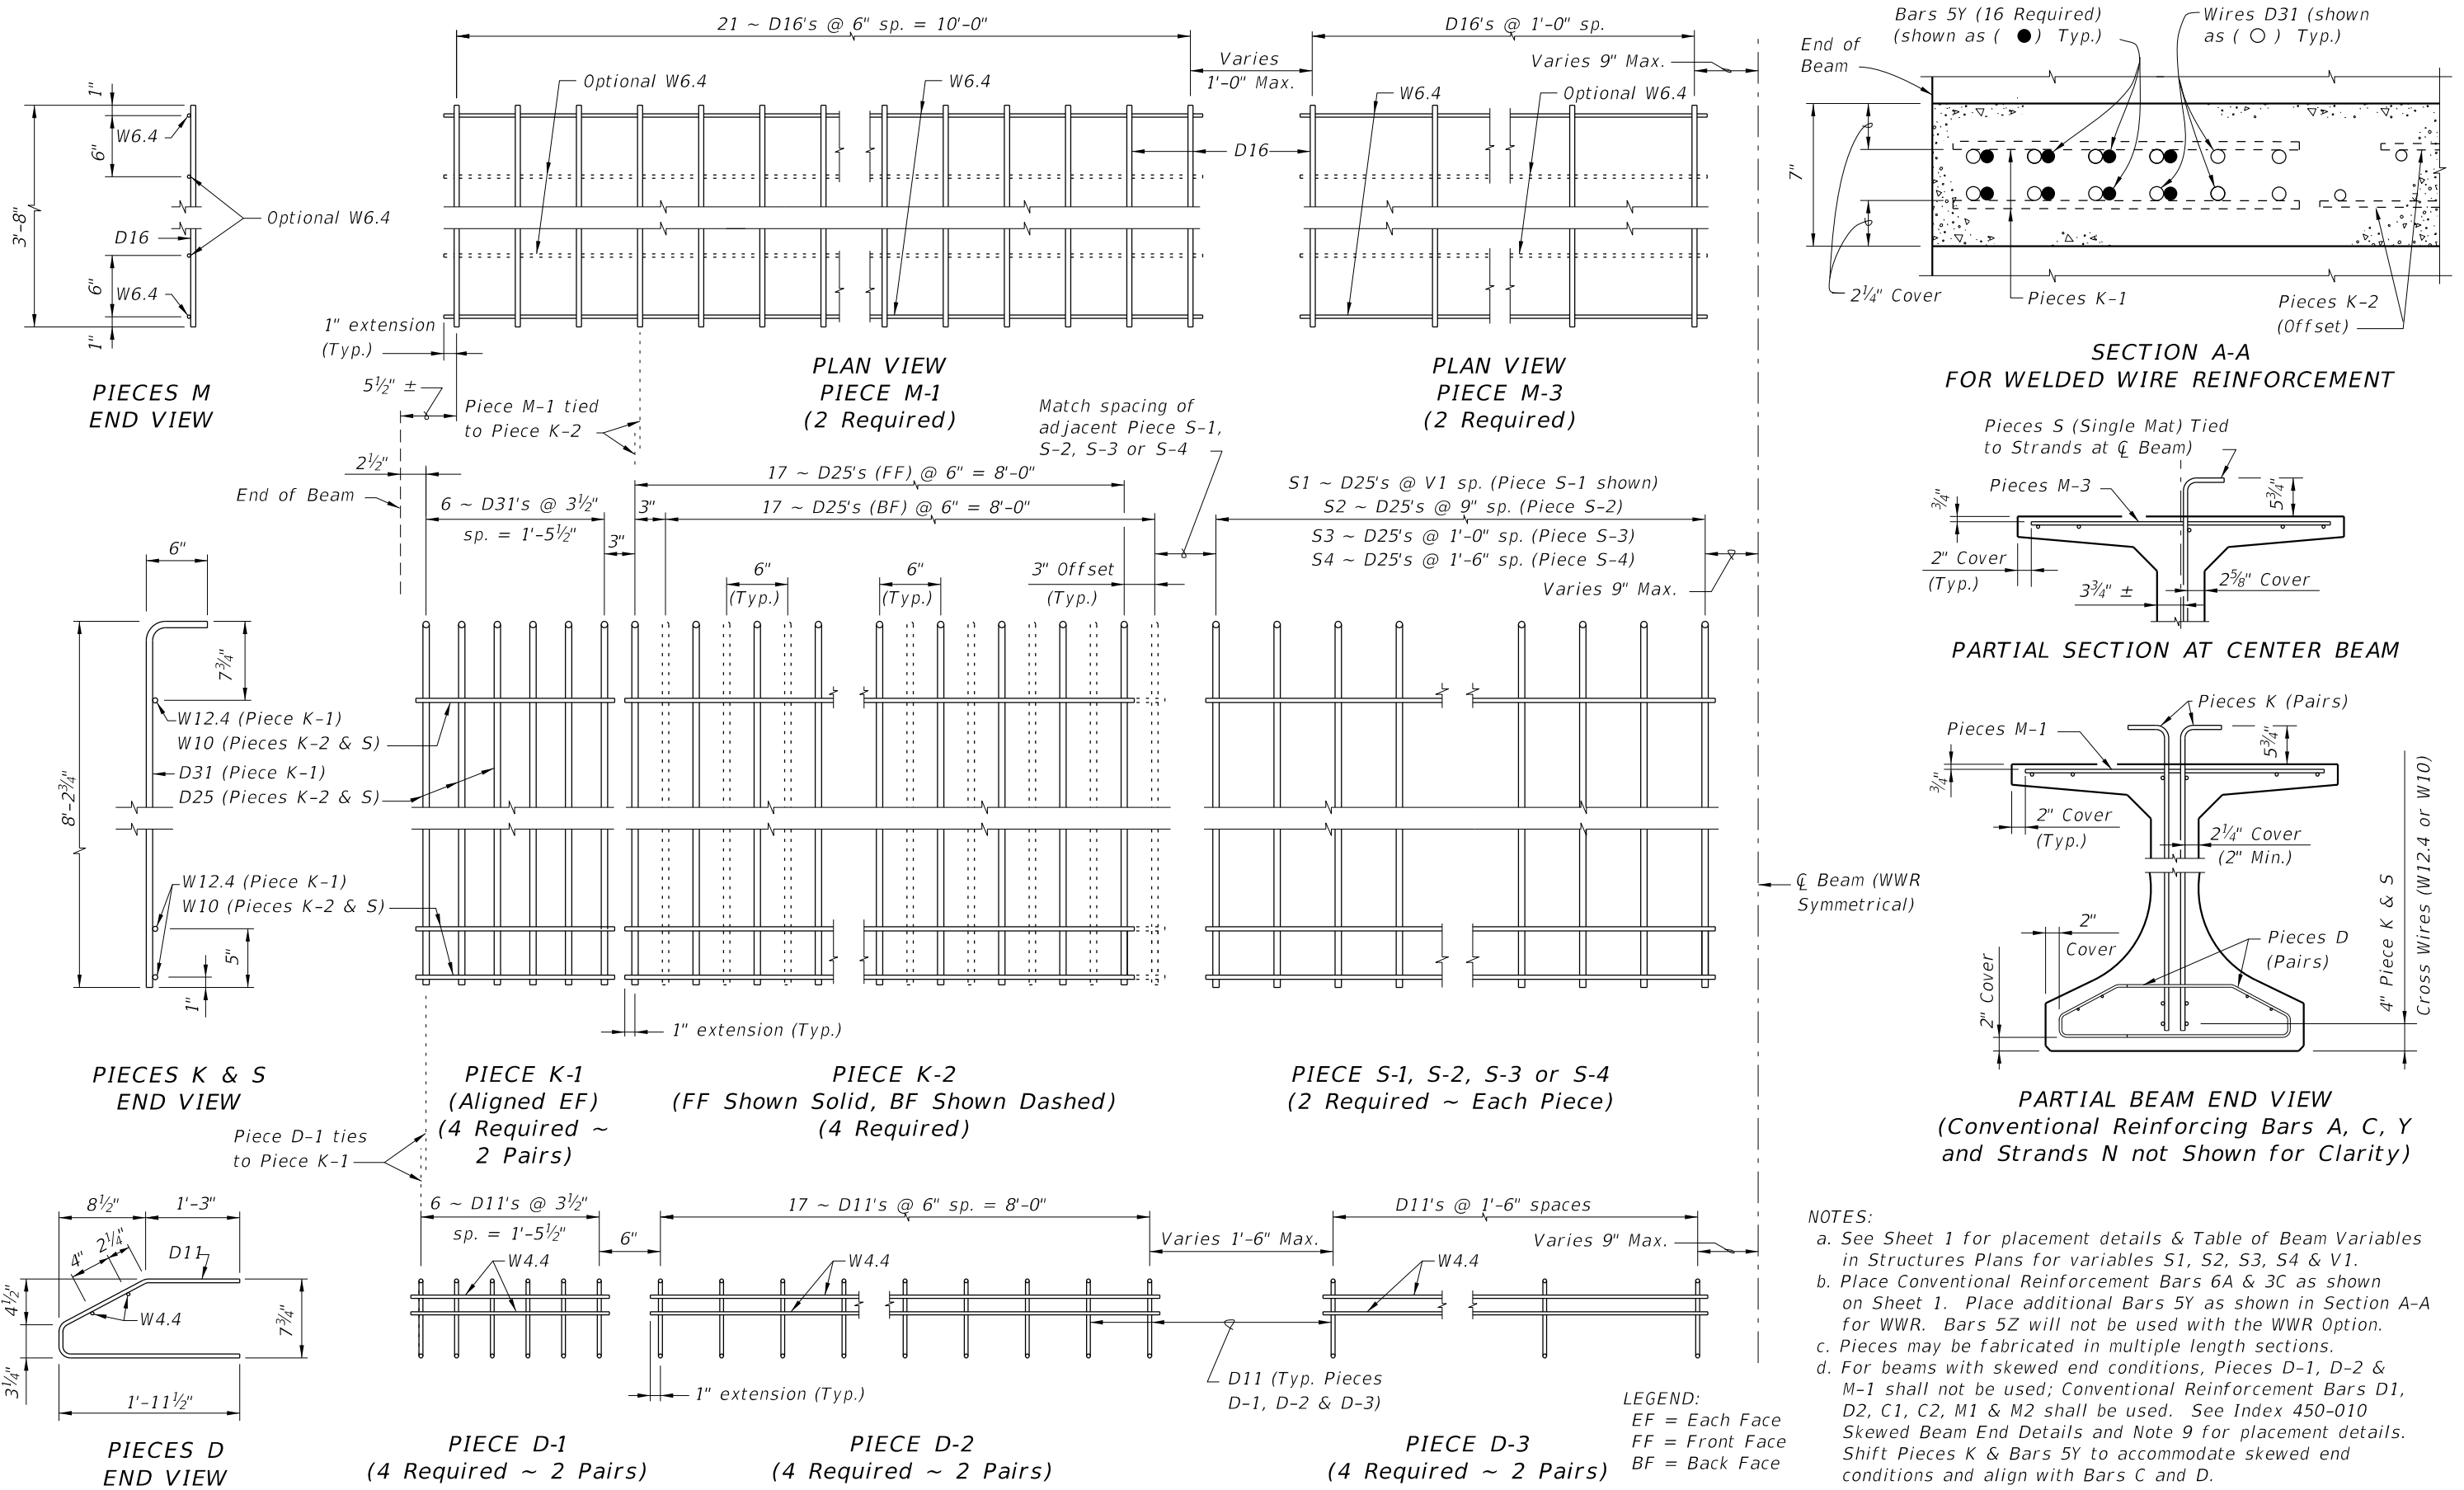 21 ~ D16's @ 6" sp. = 10'-0"
D16's @ 1'-0" sp.
Varies
1'-0" Max.
Varies 9" Max.
Optional W6.4
W6.4
W6.4
Optional W6.4
D16
1"
W6.4
6"
3'-8"
Optional W6.4
D16
6"
W6.4
1"
PIECES M
END VIEW
1" extension
(Typ.)
5½" ±
Piece M-1 tied
to Piece K-2
PLAN VIEW
PIECE M-1
(2 Required)
PLAN VIEW
PIECE M-3
(2 Required)
Bars 5Y (16 Required)
(shown as ( ● ) Typ.)
Wires D31 (shown
as ( ○ ) Typ.)
End of
Beam
7"
2¼" Cover
Pieces K-1
Pieces K-2
(Offset)
SECTION A-A
FOR WELDED WIRE REINFORCEMENT
Match spacing of
adjacent Piece S-1,
S-2, S-3 or S-4
2½"
End of Beam
6 ~ D31's @ 3½"
sp. = 1'-5½"
3"
3"
17 ~ D25's (FF) @ 6" = 8'-0"
17 ~ D25's (BF) @ 6" = 8'-0"
6"
(Typ.)
6"
(Typ.)
3" Offset
(Typ.)
S1 ~ D25's @ V1 sp. (Piece S-1 shown)
S2 ~ D25's @ 9" sp. (Piece S-2)
S3 ~ D25's @ 1'-0" sp. (Piece S-3)
S4 ~ D25's @ 1'-6" sp. (Piece S-4)
Varies 9" Max.
6"
7¾"
8'-2¾"
W12.4 (Piece K-1)
W10 (Pieces K-2 & S)
D31 (Piece K-1)
D25 (Pieces K-2 & S)
W12.4 (Piece K-1)
W10 (Pieces K-2 & S)
5"
1"
PIECES K & S
END VIEW
1" extension (Typ.)
PIECE K-1
(Aligned EF)
(4 Required ~
2 Pairs)
PIECE K-2
(FF Shown Solid, BF Shown Dashed)
(4 Required)
PIECE S-1, S-2, S-3 or S-4
(2 Required ~ Each Piece)
℄ Beam (WWR
Symmetrical)
Pieces S (Single Mat) Tied
to Strands at ℄ Beam)
Pieces M-3
¾"
5¾"
2" Cover
(Typ.)
3¾" ±
2⅝" Cover
PARTIAL SECTION AT CENTER BEAM
Pieces K (Pairs)
Pieces M-1
5¾"
¾"
2" Cover
(Typ.)
2¼" Cover
(2" Min.)
2"
Cover
Pieces D
(Pairs)
2" Cover
4" Piece K & S
Cross Wires (W12.4 or W10)
PARTIAL BEAM END VIEW
(Conventional Reinforcing Bars A, C, Y
and Strands N not Shown for Clarity)
Piece D-1 ties
to Piece K-1
8½"
1'-3"
4"
2¼"
D11
4½"
W4.4
7¾"
3¼"
1'-11½"
PIECES D
END VIEW
6 ~ D11's @ 3½"
sp. = 1'-5½"
W4.4
6"
17 ~ D11's @ 6" sp. = 8'-0"
W4.4
Varies 1'-6" Max.
D11's @ 1'-6" spaces
Varies 9" Max.
W4.4
1" extension (Typ.)
D11 (Typ. Pieces
D-1, D-2 & D-3)
PIECE D-1
(4 Required ~ 2 Pairs)
PIECE D-2
(4 Required ~ 2 Pairs)
PIECE D-3
(4 Required ~ 2 Pairs)
LEGEND:
EF = Each Face
FF = Front Face
BF = Back Face
NOTES:
a. See Sheet 1 for placement details & Table of Beam Variables
in Structures Plans for variables S1, S2, S3, S4 & V1.
b. Place Conventional Reinforcement Bars 6A & 3C as shown
on Sheet 1. Place additional Bars 5Y as shown in Section A-A
for WWR. Bars 5Z will not be used with the WWR Option.
c. Pieces may be fabricated in multiple length sections.
d. For beams with skewed end conditions, Pieces D-1, D-2 &
M-1 shall not be used; Conventional Reinforcement Bars D1,
D2, C1, C2, M1 & M2 shall be used. See Index 450-010
Skewed Beam End Details and Note 9 for placement details.
Shift Pieces K & Bars 5Y to accommodate skewed end
conditions and align with Bars C and D.